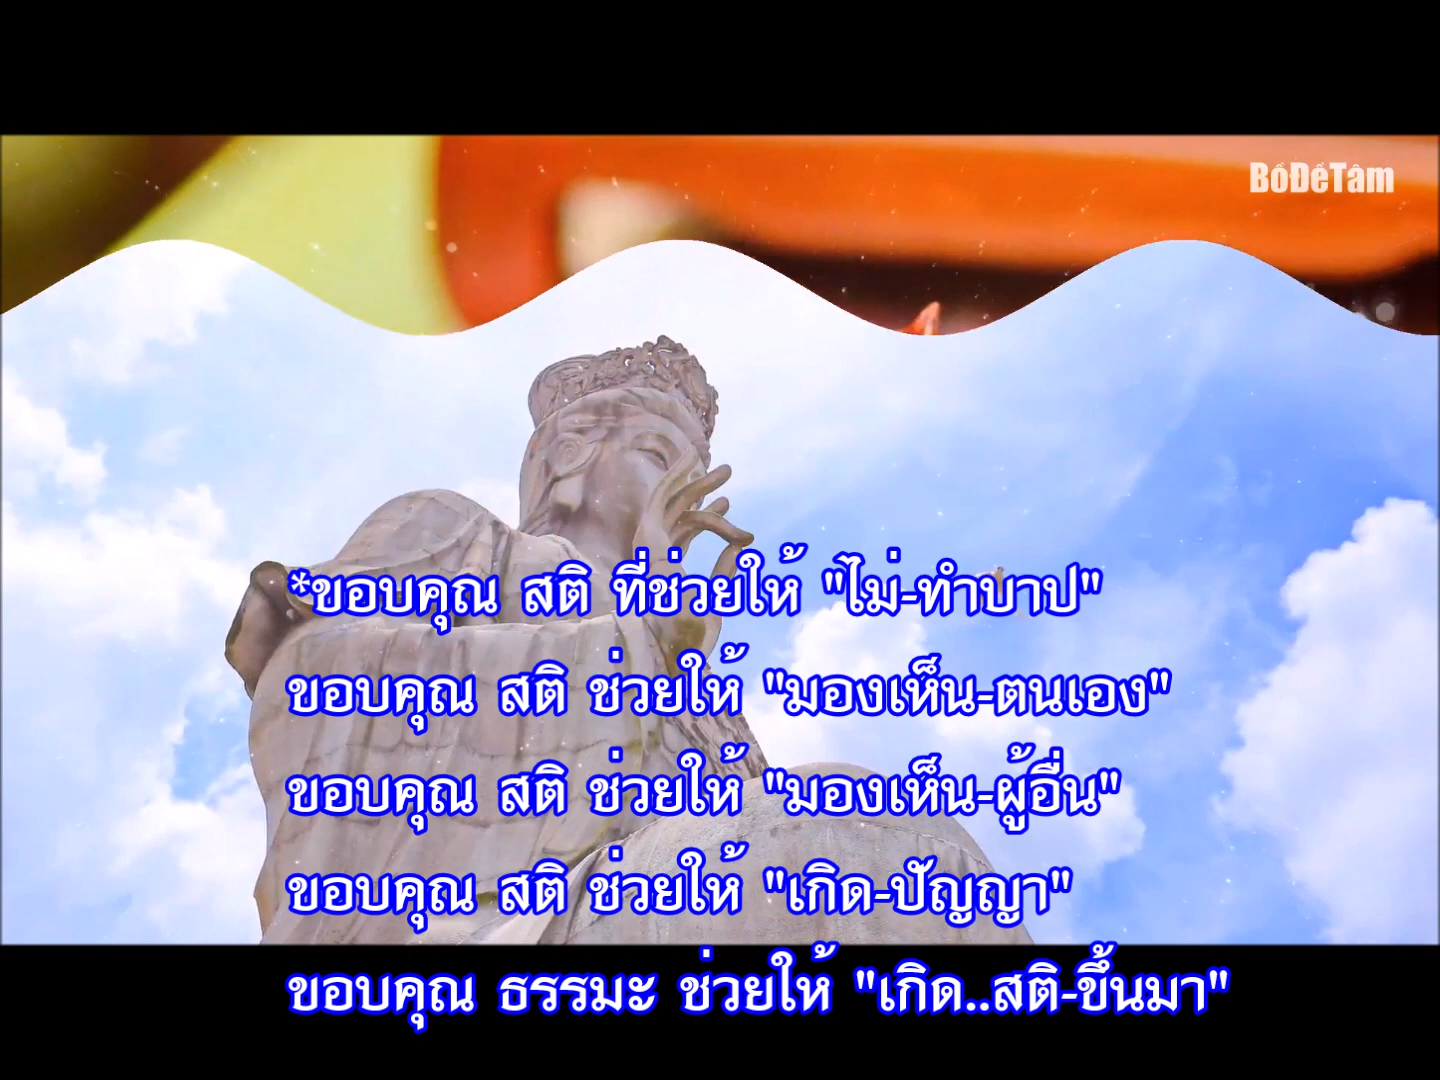 BồĐềTâm
*ขอบคุณ สติ ที่ช่วยให้ "ไม่-ทำบาป"
ขอบคุณ สติ ช่วยให้ "มองเห็น-ตนเอง"
ขอบคุณ สติ ช่วยให้ "มองเห็น-ผู้อื่น"
ขอบคุณ สติ ช่วยให้ "เกิด-ปัญญา"
ขอบคุณ ธรรมะ ช่วยให้ "เกิด..สติ-ขึ้นมา"